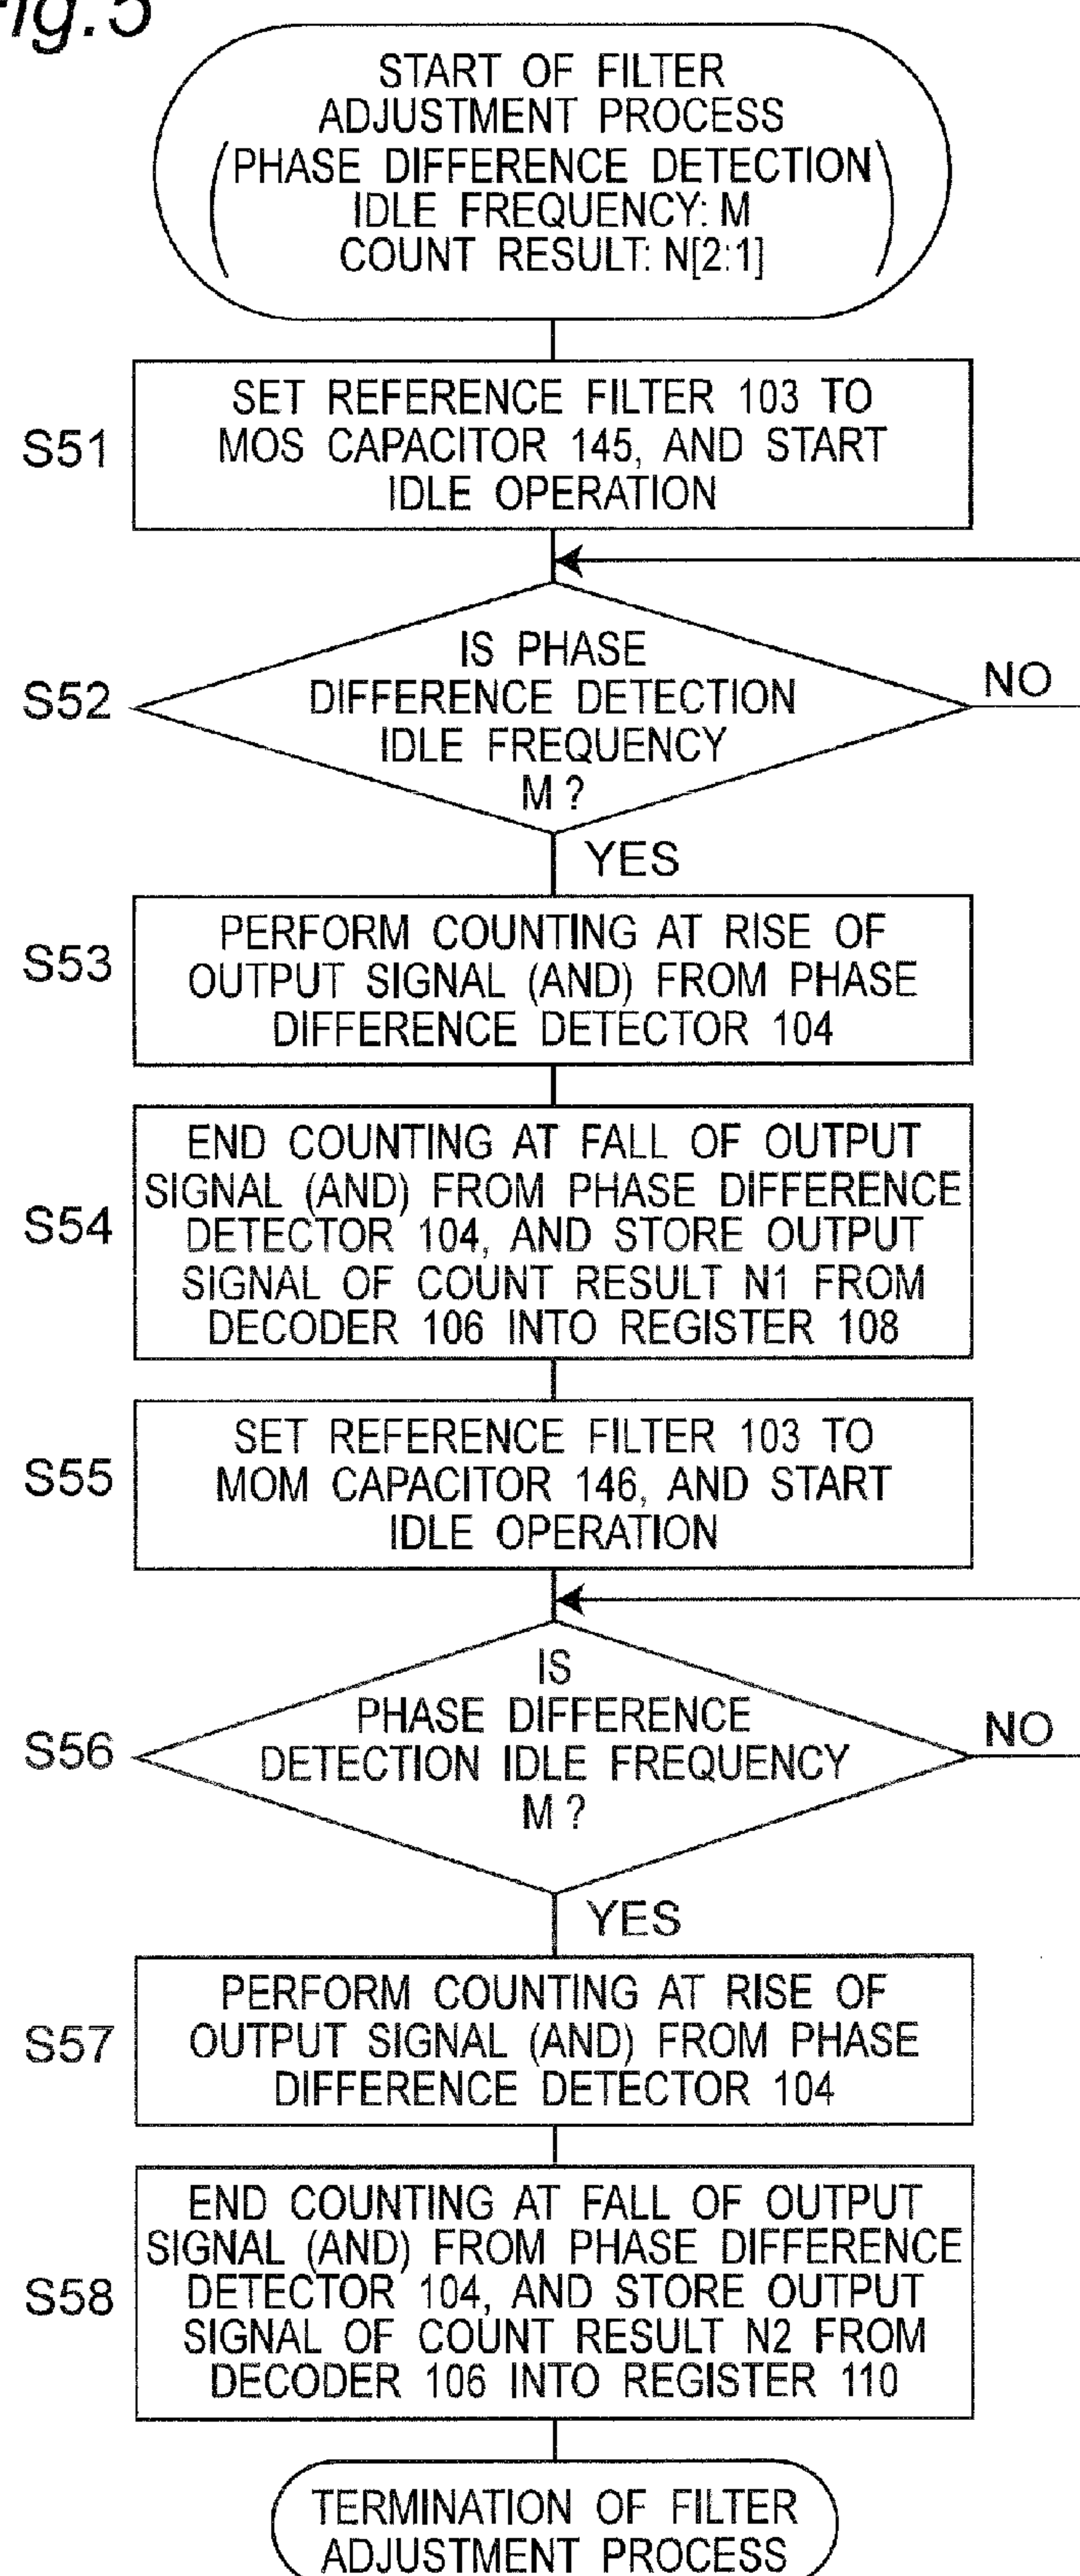 Fig.5
START OF FILTER
ADJUSTMENT PROCESS
(PHASE DIFFERENCE DETECTION
IDLE FREQUENCY: M
COUNT RESULT: N[2:1])
S51
SET REFERENCE FILTER 103 TO
MOS CAPACITOR 145, AND START
IDLE OPERATION
S52
IS PHASE
DIFFERENCE DETECTION
IDLE FREQUENCY
M ?
NO
YES
S53
PERFORM COUNTING AT RISE OF
OUTPUT SIGNAL (AND) FROM PHASE
DIFFERENCE DETECTOR 104
S54
END COUNTING AT FALL OF OUTPUT
SIGNAL (AND) FROM PHASE DIFFERENCE
DETECTOR 104, AND STORE OUTPUT
SIGNAL OF COUNT RESULT N1 FROM
DECODER 106 INTO REGISTER 108
S55
SET REFERENCE FILTER 103 TO
MOM CAPACITOR 146, AND START
IDLE OPERATION
S56
IS
PHASE DIFFERENCE
DETECTION IDLE FREQUENCY
M ?
NO
YES
S57
PERFORM COUNTING AT RISE OF
OUTPUT SIGNAL (AND) FROM PHASE
DIFFERENCE DETECTOR 104
S58
END COUNTING AT FALL OF OUTPUT
SIGNAL (AND) FROM PHASE DIFFERENCE
DETECTOR 104, AND STORE OUTPUT
SIGNAL OF COUNT RESULT N2 FROM
DECODER 106 INTO REGISTER 110
TERMINATION OF FILTER
ADJUSTMENT PROCESS